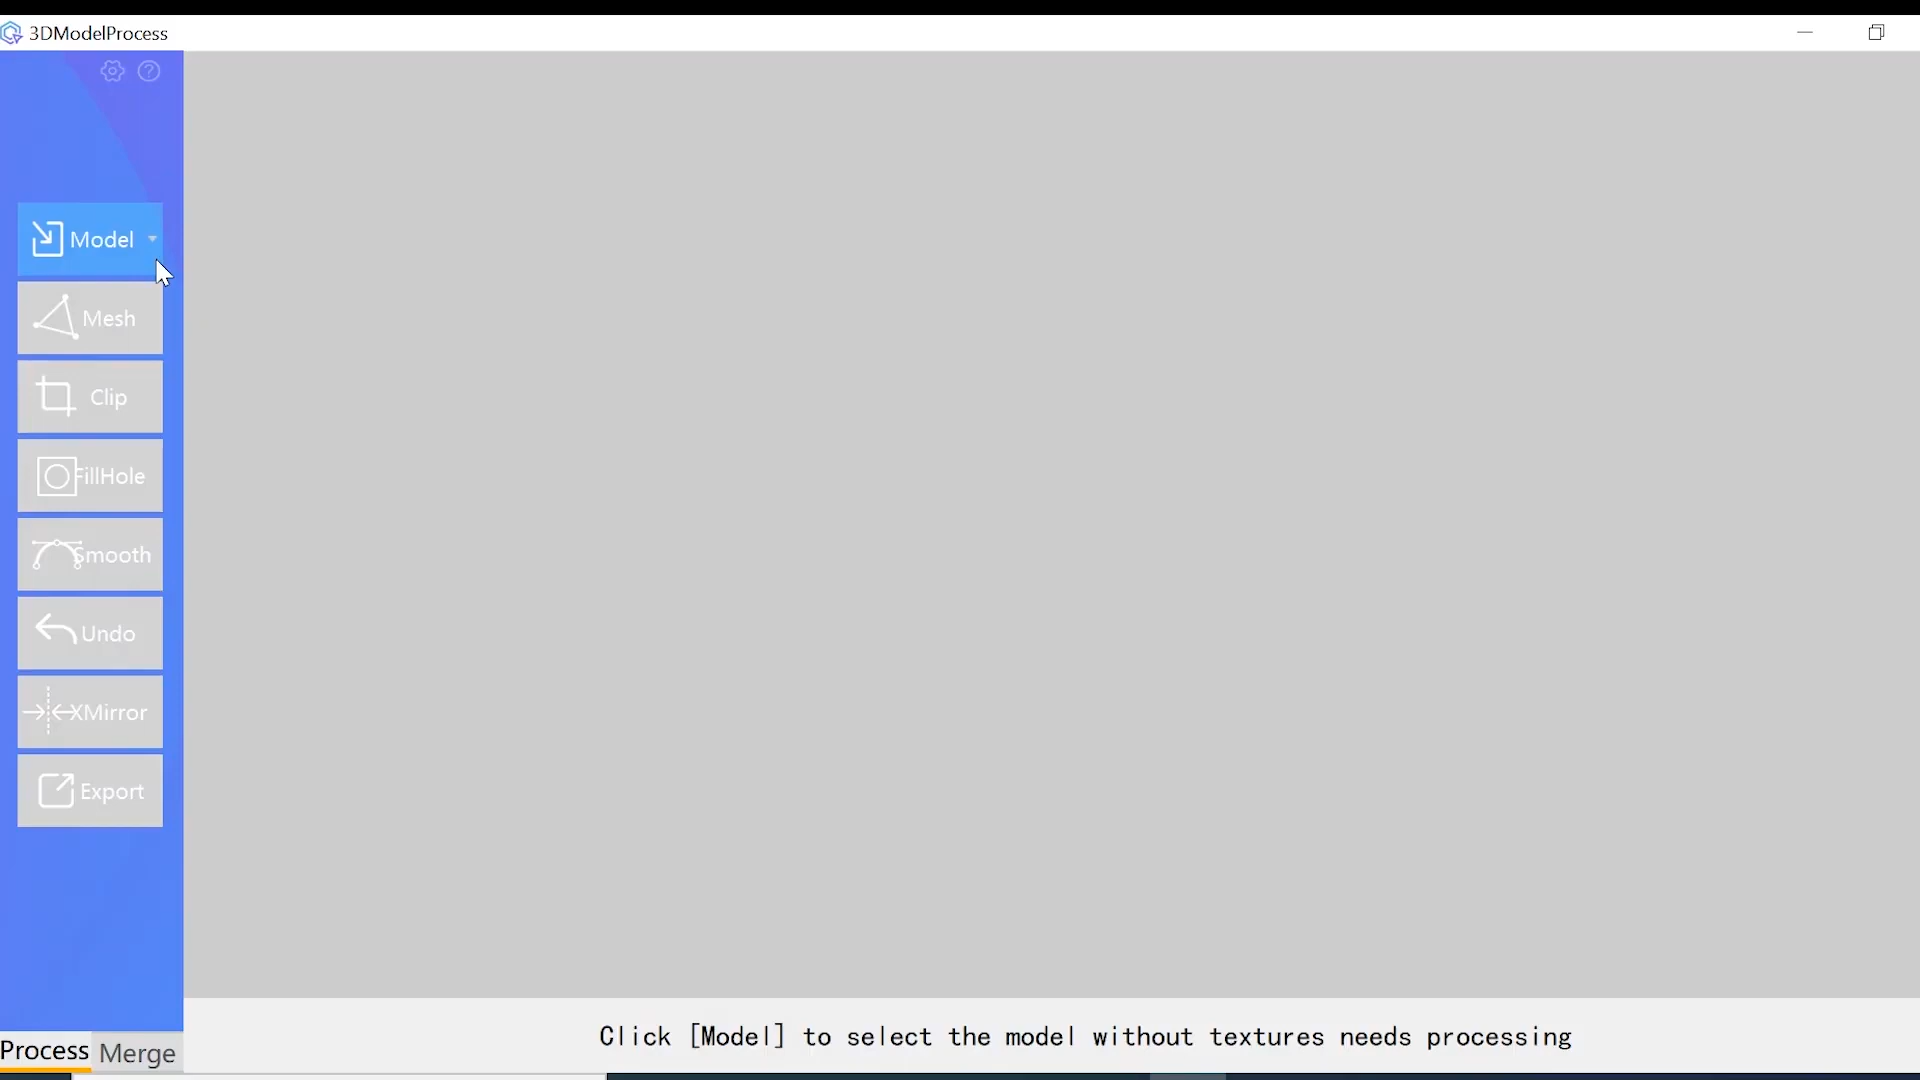 3DModelProcess
Model
Mesh
Clip
FillHole
Smooth
Undo
XMirror
Export
Process Merge
Click [Model] to select the model without textures needs processing